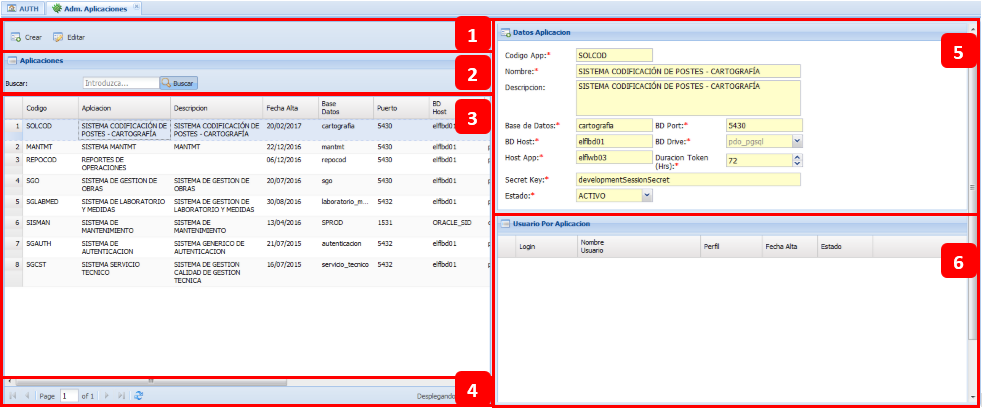 AUTH Adm. Aplicaciones
Crear Editar 1
Aplicaciones 2
Buscar: Introduzca... Buscar
3
Codigo Aplciacion Descripcion Fecha Alta Base Datos Puerto BD Host
1 SOLCOD SISTEMA CODIFICACIÓN DE POSTES - CARTOGRAFÍA SISTEMA CODIFICACIÓN DE POSTES - CARTOGRAFÍA 20/02/2017 cartografia 5430 elfbd01
2 MANTMT SISTEMA MANTMT MANTMT 22/12/2016 mantmt 5430 elfbd01
3 REPOCOD REPORTES DE OPERACIONES 06/12/2016 repocod 5430 elfbd01
4 SGO SISTEMA DE GESTION DE OBRAS SISTEMA DE GESTION DE OBRAS 20/07/2016 sgo 5430 elfbd01
5 SGLABMED SISTEMA DE LABORATORIO Y MEDIDAS SISTEMA DE GESTION DE LABORATORIO Y MEDIDAS 30/08/2016 laboratorio_m... 5432 elfbd01
6 SISMAN SISTEMA DE MANTENIMIENTO SISTEMA DE MANTENIMIENTO 13/04/2016 SPROD 1531 ORACLE_SID
7 SGAUTH SISTEMA DE AUTENTICACION SISTEMA GENERICO DE AUTENTICACION 21/07/2015 autenticacion 5432 elfbd01
8 SGCST SISTEMA SERVICIO TECNICO SISTEMA DE GESTION CALIDAD DE GESTION TECNICA 16/07/2015 servicio_tecnico 5432 elfbd01
Page 1 of 1 Desplegando 4
Datos Aplicacion 5
Codigo App:* SOLCOD
Nombre:* SISTEMA CODIFICACIÓN DE POSTES - CARTOGRAFÍA
Descripcion: SISTEMA CODIFICACIÓN DE POSTES - CARTOGRAFÍA
Base de Datos:* cartografia BD Port:* 5430
BD Host:* elfbd01 BD Drive:* pdo_pgsql
Host App:* elflwb03 Duracion Token (Hrs):* 72
Secret Key:* developmentSessionSecret
Estado:* ACTIVO
Usuario Por Aplicacion
Login Nombre Usuario Perfil Fecha Alta Estado
6